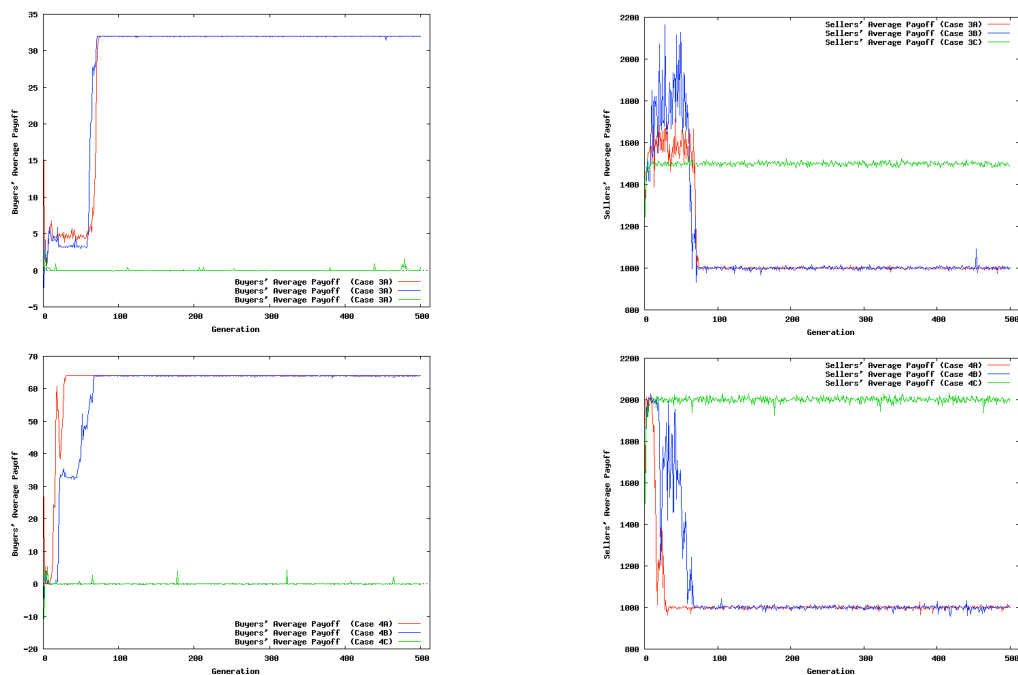 35
30
25
20
15
10
5
0
-5
Buyers' Average Payoff
Buyers' Average Payoff (Case 3A)
Buyers' Average Payoff (Case 3A)
Buyers' Average Payoff (Case 3A)
0 100 200 300 400 500
Generation
2200
2000
1800
1600
1400
1200
1000
800
Sellers' Average Payoff
Sellers' Average Payoff (Case 3A)
Sellers' Average Payoff (Case 3B)
Sellers' Average Payoff (Case 3C)
0 100 200 300 400 500
Generation
70
60
50
40
30
20
10
0
-10
-20
Buyers' Average Payoff
Buyers' Average Payoff (Case 4A)
Buyers' Average Payoff (Case 4B)
Buyers' Average Payoff (Case 4C)
0 100 200 300 400 500
Generation
2200
2000
1800
1600
1400
1200
1000
800
Sellers' Average Payoff
Sellers' Average Payoff (Case 4A)
Sellers' Average Payoff (Case 4B)
Sellers' Average Payoff (Case 4C)
0 100 200 300 400 500
Generation